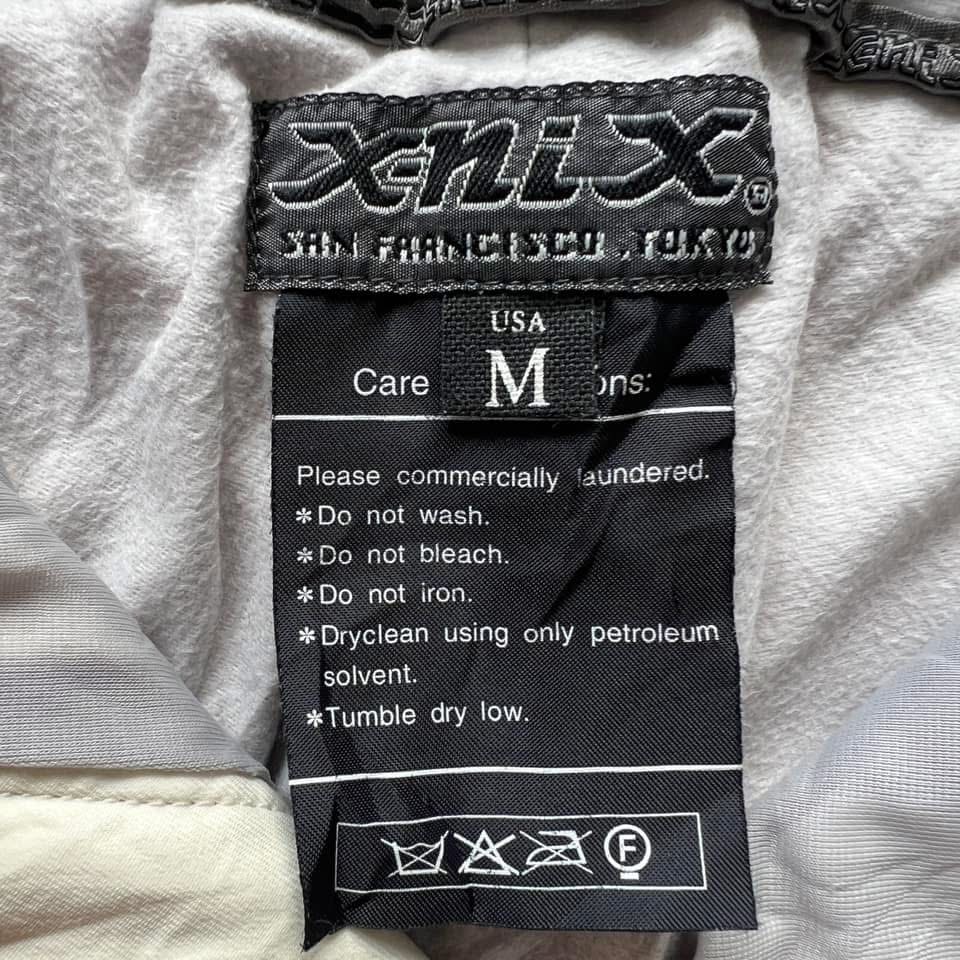 x-nix
SAN FRANCISCO . TOKYO
USA
M
Care ons:
Please commercially laundered.
*Do not wash.
*Do not bleach.
*Do not iron.
*Dryclean using only petroleum
solvent.
*Tumble dry low.
F